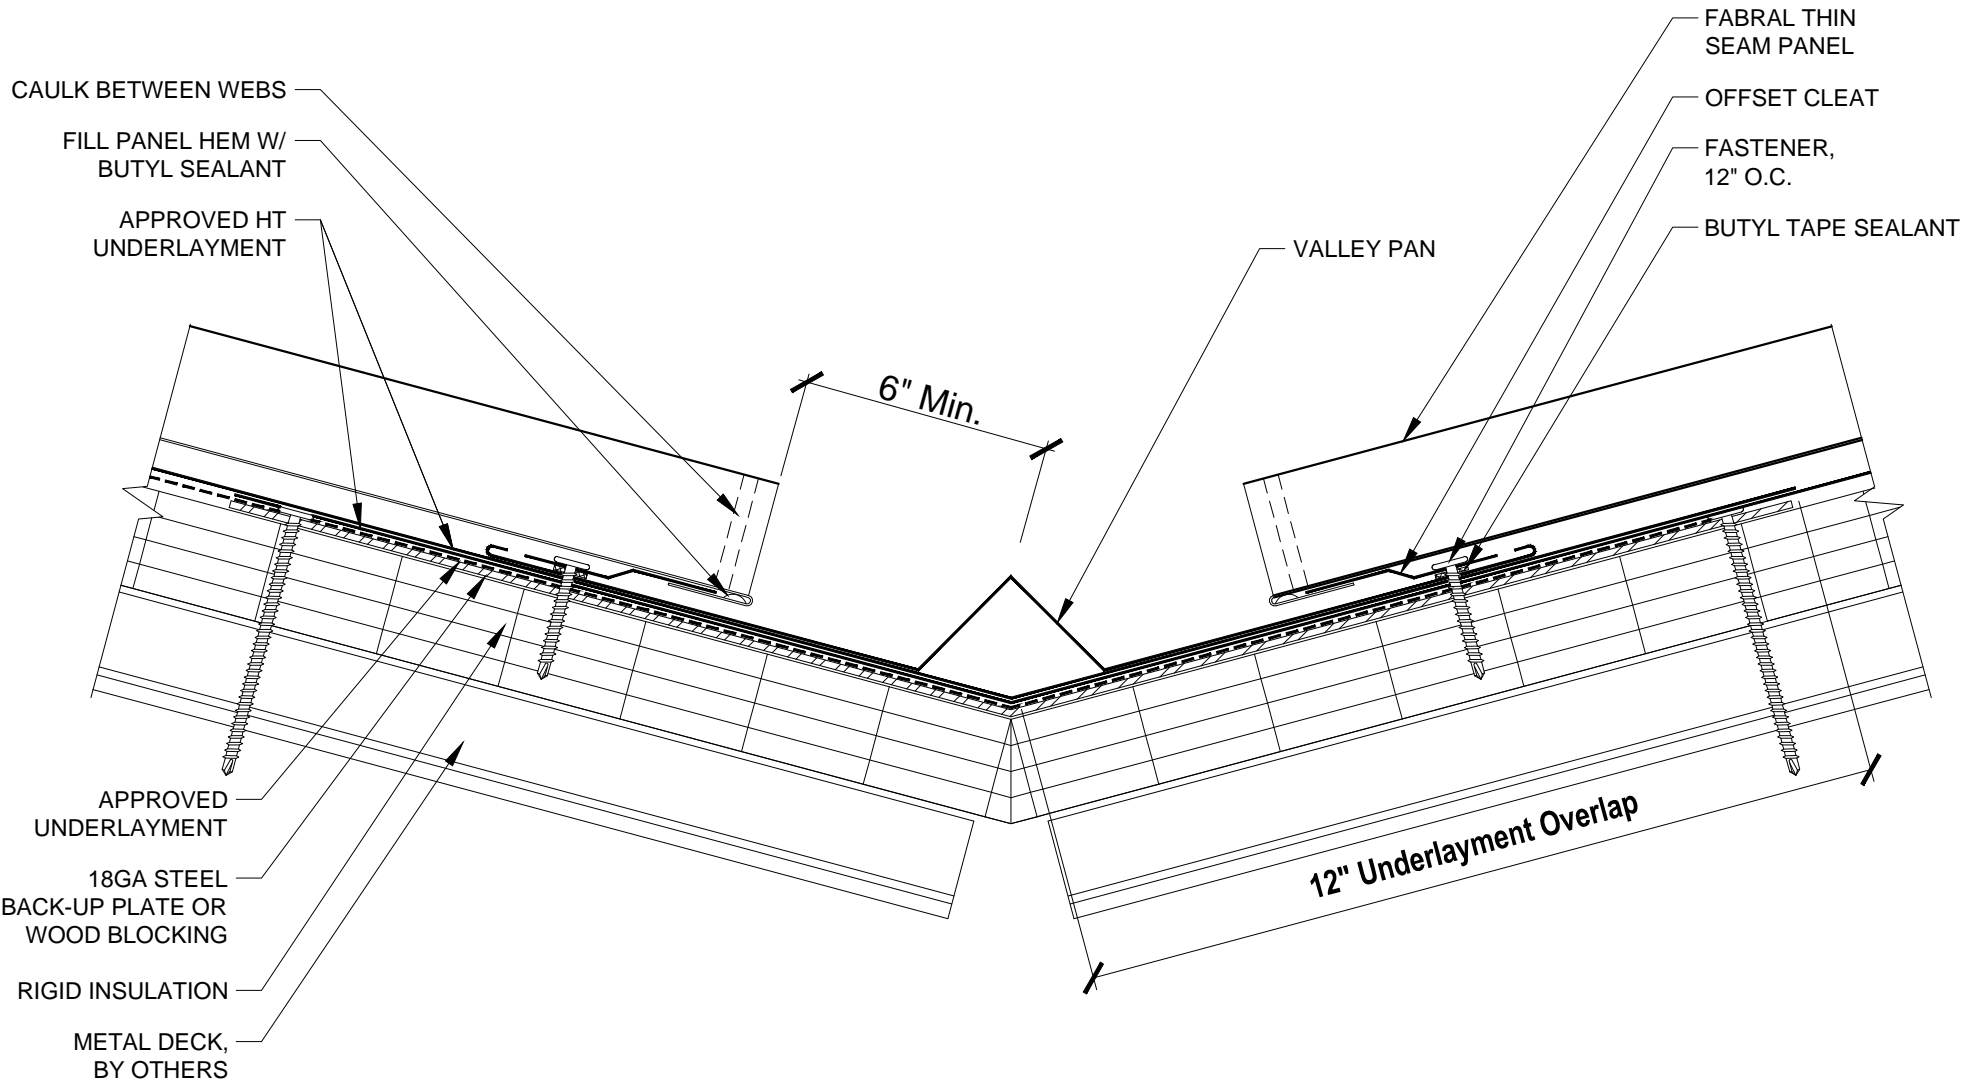 FABRAL THIN
SEAM PANEL
CAULK BETWEEN WEBS
OFFSET CLEAT
FILL PANEL HEM W/
BUTYL SEALANT
FASTENER,
12" O.C.
APPROVED HT
UNDERLAYMENT
BUTYL TAPE SEALANT
VALLEY PAN
6" Min.
APPROVED
UNDERLAYMENT
12" Underlayment Overlap
18GA STEEL
BACK-UP PLATE OR
WOOD BLOCKING
RIGID INSULATION
METAL DECK,
BY OTHERS